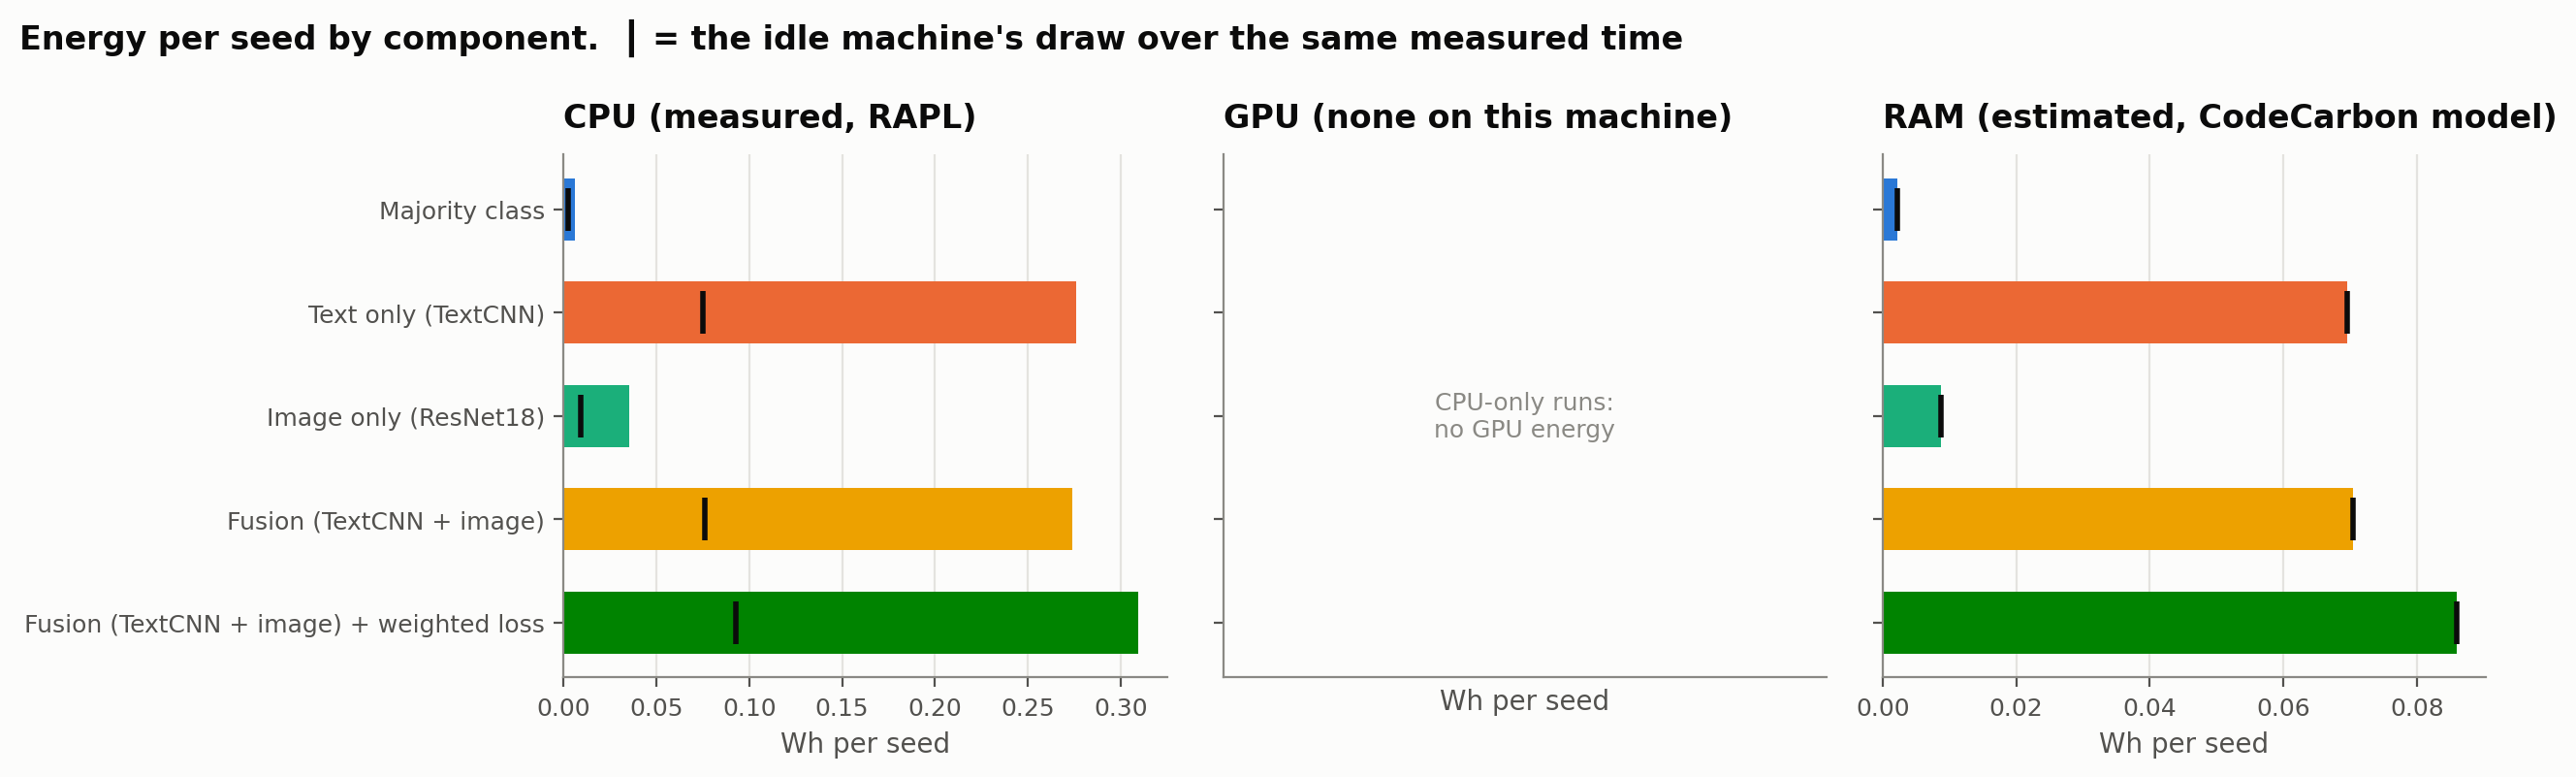 Energy per seed by component. | = the idle machine's draw over the same measured time
CPU (measured, RAPL)
GPU (none on this machine)
RAM (estimated, CodeCarbon model)
Majority class
Text only (TextCNN)
Image only (ResNet18)
Fusion (TextCNN + image)
Fusion (TextCNN + image) + weighted loss
CPU-only runs:
no GPU energy
0.00 0.05 0.10 0.15 0.20 0.25 0.30
Wh per seed
Wh per seed
0.00 0.02 0.04 0.06 0.08
Wh per seed